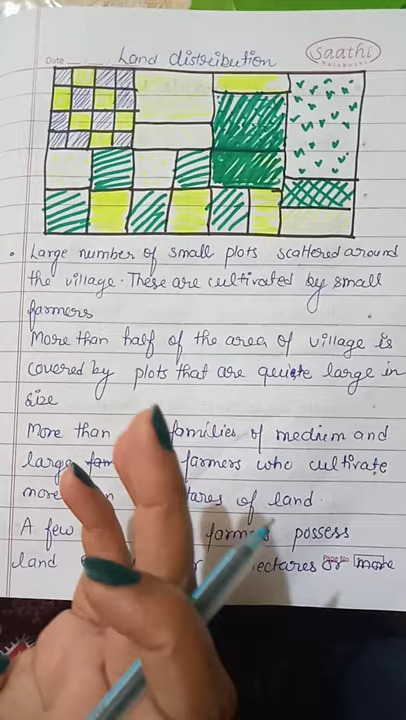 Saathi
Notebooks
Date
Land distribution
• Large number of small plots scattered around
the village. These are cultivated by small
farmers
More than half of the area of village is
covered by plots that are quite large in
size
More than families of medium and
large farmers who cultivate
more of land.
A few farmers possess
land hectares or more
Page No